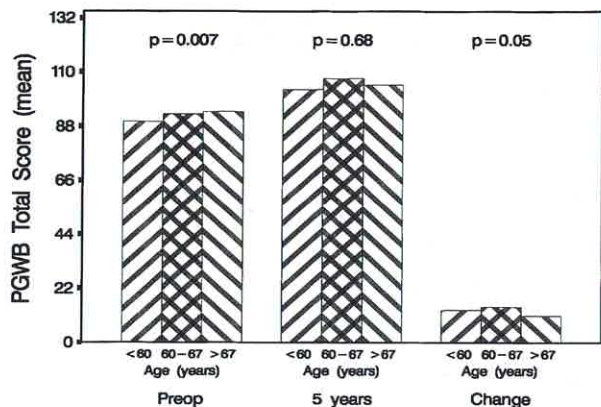 PGWB Total Score (mean)
132
110
88
66
44
22
0
p=0.007 p=0.68 p=0.05
<60 60-67 >67 <60 60-67 >67 <60 60-67 >67
Age (years) Age (years) Age (years)
Preop 5 years Change